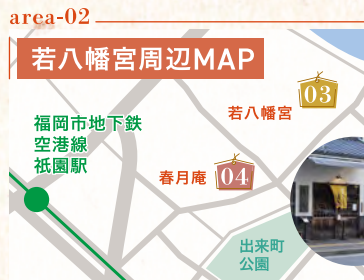 area-02
若八幡宮周辺MAP
03
若八幡宮
福岡市地下鉄
空港線
祇園駅
春月庵
04
出来町
公園